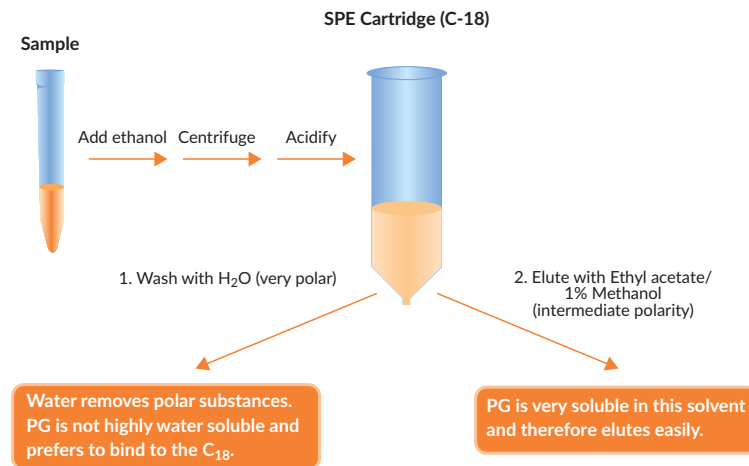 SPE Cartridge (C-18)
Sample
Add ethanol
Centrifuge
Acidify
1. Wash with H₂O (very polar)
2. Elute with Ethyl acetate/
1% Methanol
(intermediate polarity)
Water removes polar substances.
PG is not highly water soluble and
prefers to bind to the C₁₈.
PG is very soluble in this solvent
and therefore elutes easily.